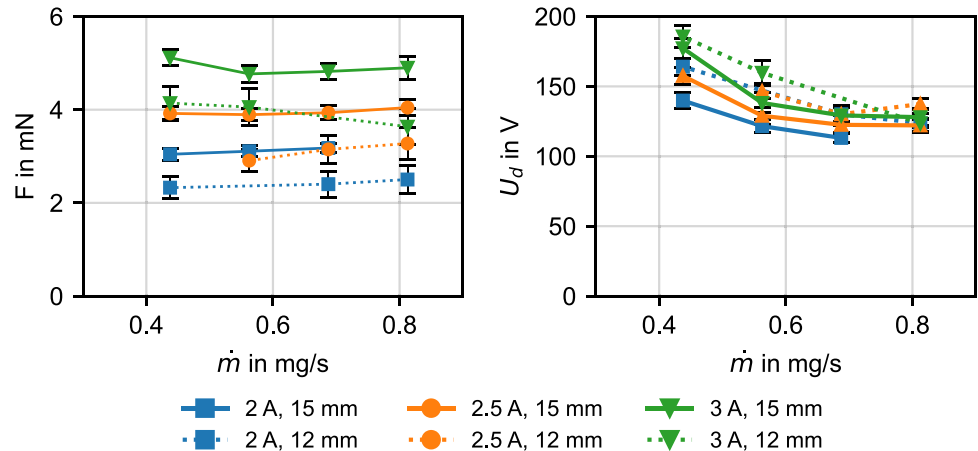 6
4
2
0
F in mN
0.4 0.6 0.8
ṁ in mg/s
200
150
100
50
0
U_d in V
0.4 0.6 0.8
ṁ in mg/s
2 A, 15 mm 2.5 A, 15 mm 3 A, 15 mm
2 A, 12 mm 2.5 A, 12 mm 3 A, 12 mm